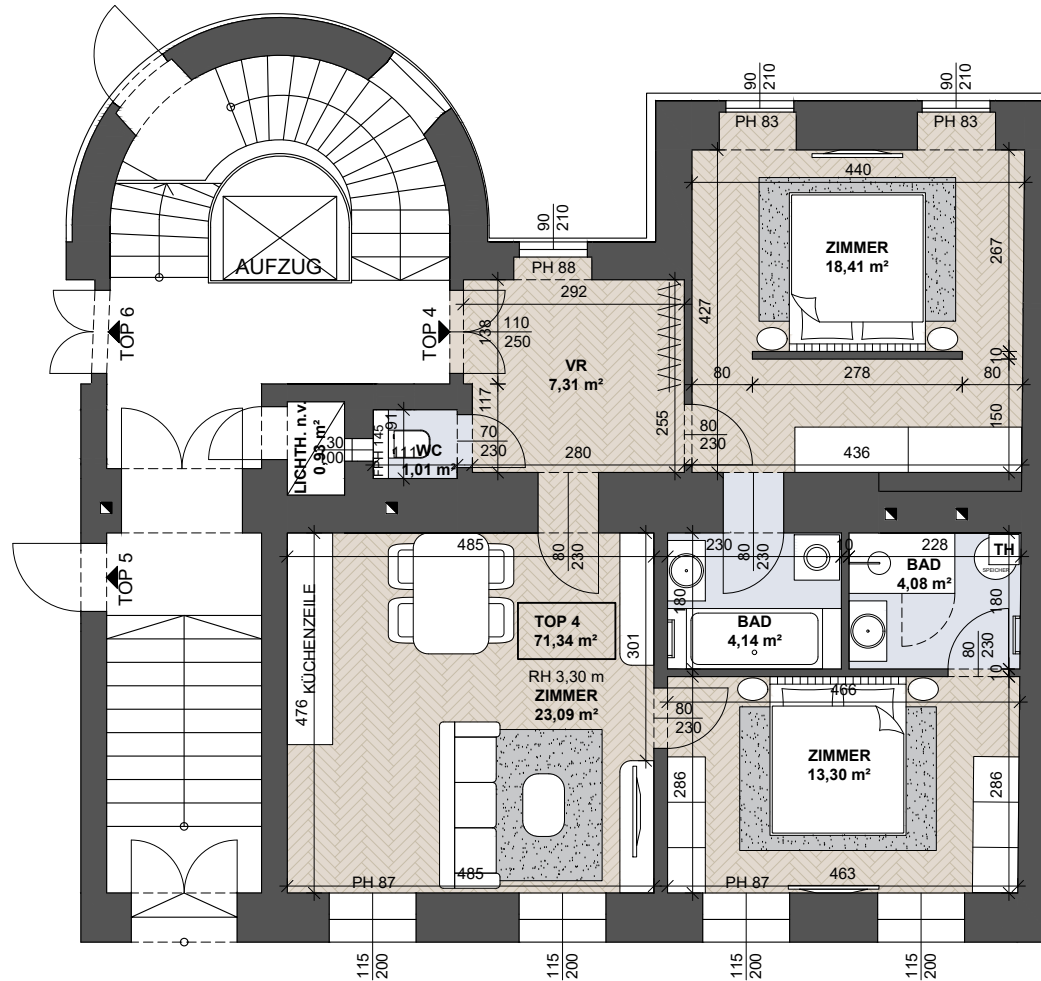 90
210
90
210
PH 83
PH 83
440
90
210
ZIMMER
18,41 m²
267
AUFZUG
PH 88
292
427
TOP 6
TOP 4
138
110
250
VR
7,31 m²
10
80
278
80
117
255
150
LICHTH. n.v.
0,93 m²
FPH 145
91
111
WC
1,01 m²
70
230
80
230
280
436
485
80
230
230
80
230
10
228
TH
SPEICHER
BAD
4,08 m²
TOP 5
KÜCHENZEILE
476
180
180
TOP 4
71,34 m²
301
BAD
4,14 m²
80
230
10
RH 3,30 m
ZIMMER
23,09 m²
466
80
230
ZIMMER
13,30 m²
286
286
PH 87
485
PH 87
463
115
200
115
200
115
200
115
200